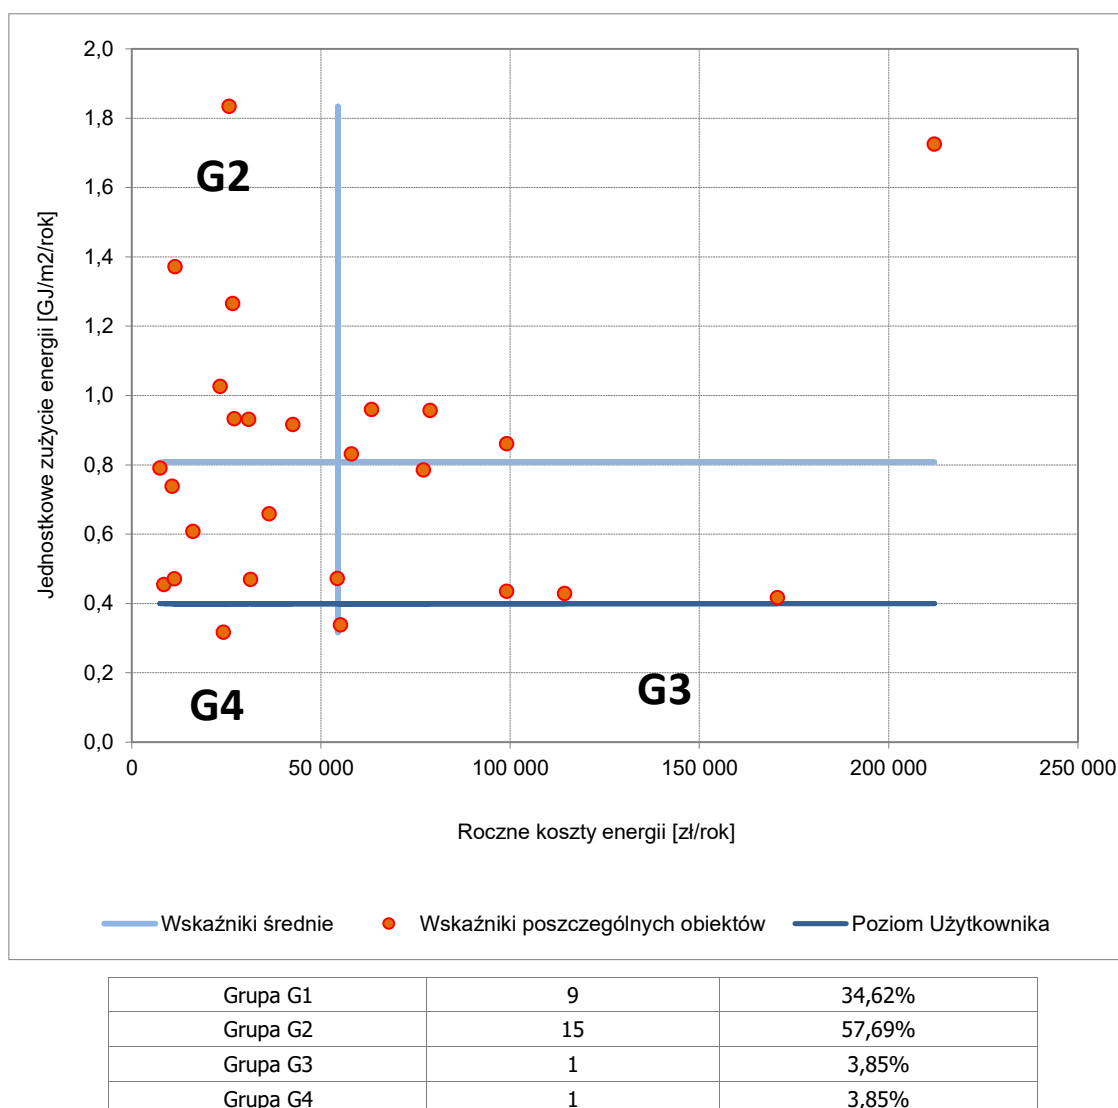 2,0
1,8
1,6
1,4
1,2
1,0
0,8
0,6
0,4
0,2
0,0
Jednostkowe zużycie energii [GJ/m2/rok]
G2
G4
G3
0 50 000 100 000 150 000 200 000 250 000
Roczne koszty energii [zł/rok]
Wskaźniki średnie Wskaźniki poszczególnych obiektów Poziom Użytkownika
Grupa G1 9 34,62%
Grupa G2 15 57,69%
Grupa G3 1 3,85%
Grupa G4 1 3,85%